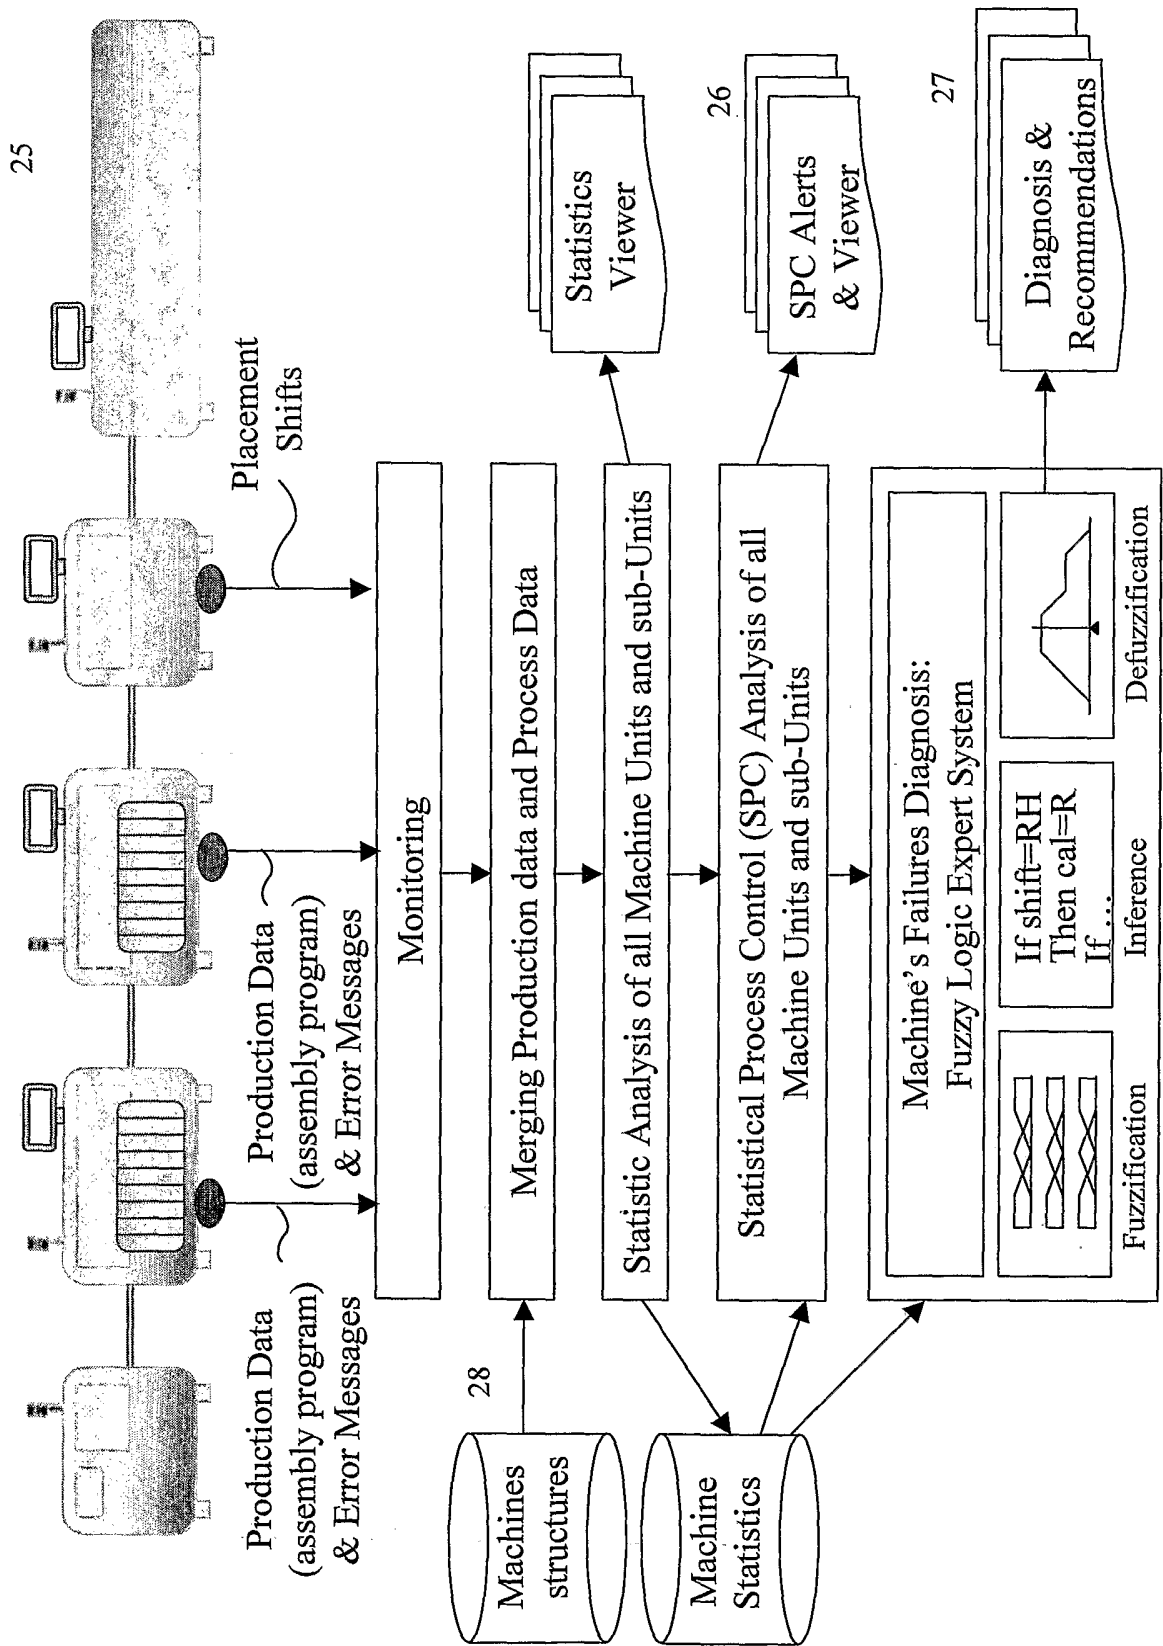 25
Placement
Shifts
Production Data
(assembly program)
& Error Messages
Production Data
(assembly program)
& Error Messages
Monitoring
28
Machines
structures
Merging Production data and Process Data
Statistic Analysis of all Machine Units and sub-Units
Statistics
Viewer
Machine
Statistics
Statistical Process Control (SPC) Analysis of all
Machine Units and sub-Units
26
SPC Alerts
& Viewer
Machine's Failures Diagnosis:
Fuzzy Logic Expert System
27
Diagnosis &
Recommendations
If shift=RH
Then cal=R
If ...
Fuzzification
Inference
Defuzzification